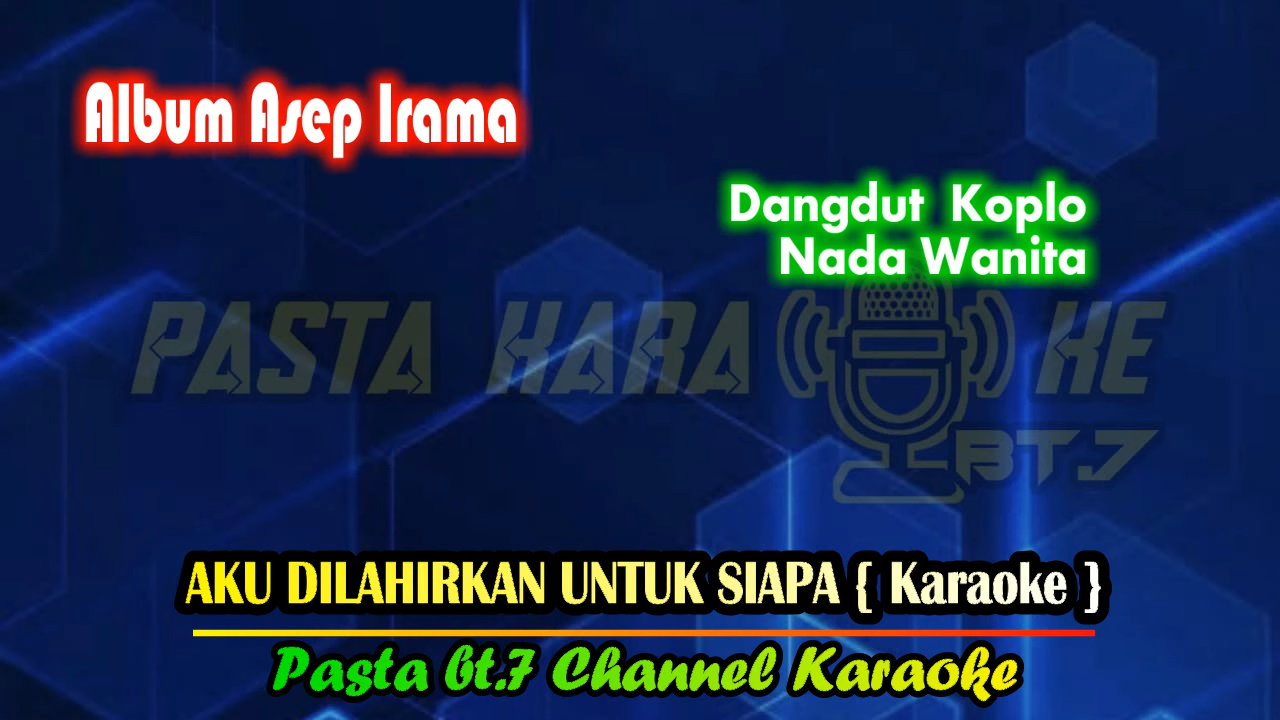 Album Asep Irama
Dangdut Koplo
Nada Wanita
PASTA KARAOKE
BT.7
AKU DILAHIRKAN UNTUK SIAPA { Karaoke }
Pasta bt.7 Channel Karaoke